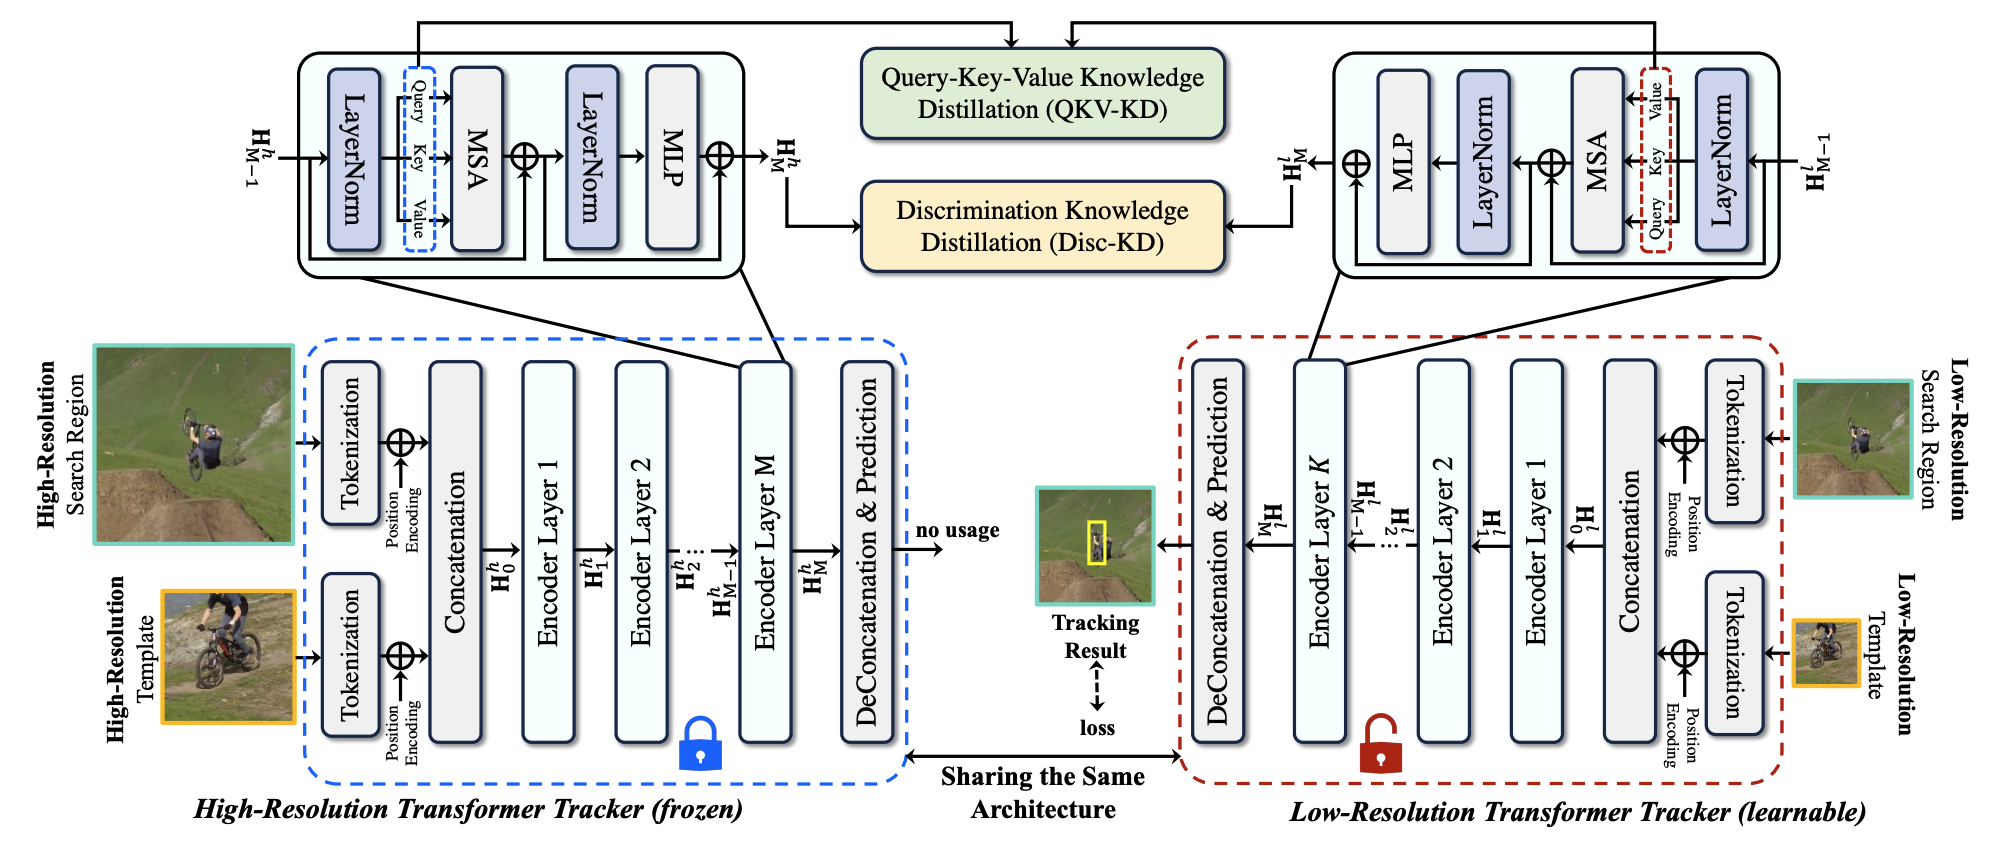 Query-Key-Value Knowledge
Distillation (QKV-KD)
Discrimination Knowledge
Distillation (Disc-KD)
H^h_{M-1}
LayerNorm
Query
Key
Value
MSA
LayerNorm
MLP
H^h_M
H^l_M
MLP
LayerNorm
MSA
Value
Key
Query
LayerNorm
H^l_{M-1}
High-Resolution
Search Region
High-Resolution
Template
Tokenization
Position
Encoding
Tokenization
Position
Encoding
Concatenation
H^h_0
Encoder Layer 1
H^h_1
Encoder Layer 2
H^h_2
...
H^h_{M-1}
Encoder Layer M
H^h_M
DeConcatenation & Prediction
no usage
Tracking
Result
loss
Sharing the Same
Architecture
DeConcatenation & Prediction
H^l_M
Encoder Layer K
H^l_{M-1}
...
H^l_2
Encoder Layer 2
H^l_1
Encoder Layer 1
H^l_0
Concatenation
Position
Encoding
Tokenization
Position
Encoding
Tokenization
Low-Resolution
Search Region
Low-Resolution
Template
High-Resolution Transformer Tracker (frozen)
Low-Resolution Transformer Tracker (learnable)